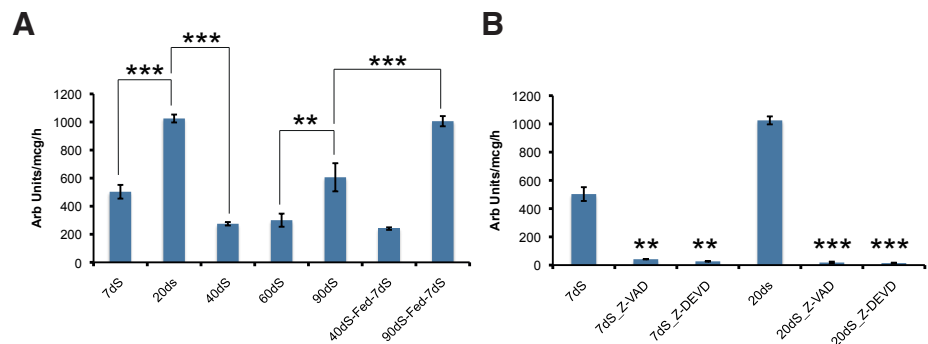 A
B
***
***
***
**
Arb Units/mcg/h
1200
1000
800
600
400
200
0
7dS
20ds
40dS
60dS
90dS
40dS-Fed-7dS
90dS-Fed-7dS
Arb Units/mcg/h
1200
1000
800
600
400
200
0
**
**
***
***
7dS
7dS_Z-VAD
7dS_Z-DEVD
20ds
20dS_Z-VAD
20dS_Z-DEVD